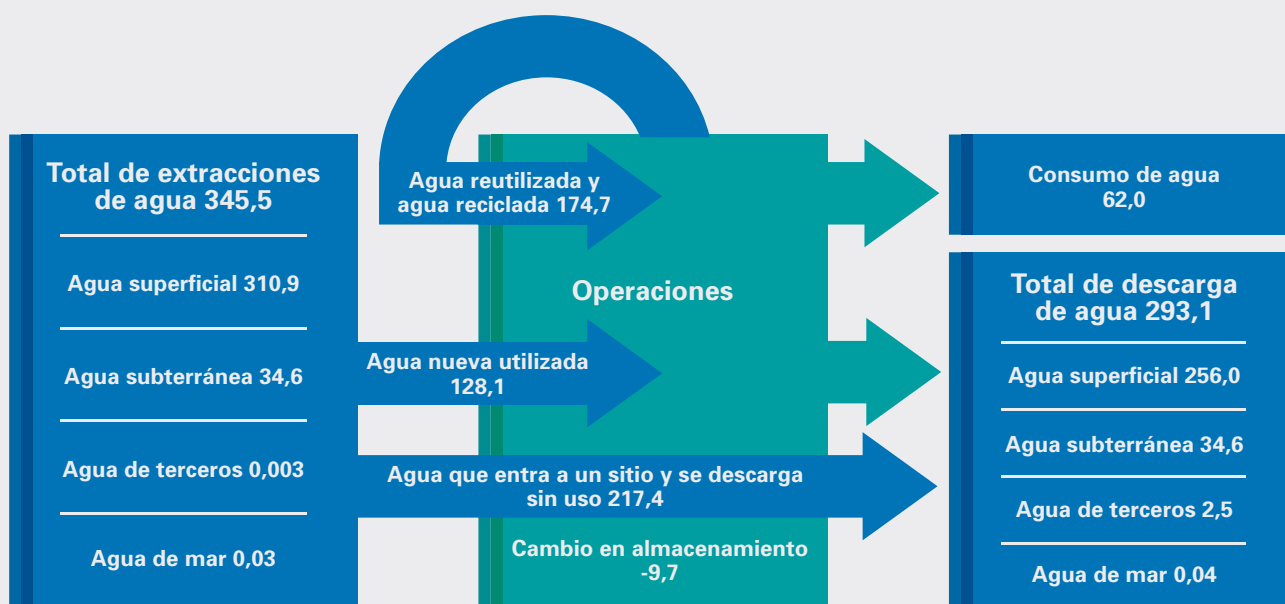 Total de extracciones
de agua 345,5
Agua superficial 310,9
Agua subterránea 34,6
Agua de terceros 0,003
Agua de mar 0,03
Agua reutilizada y
agua reciclada 174,7
Operaciones
Agua nueva utilizada
128,1
Agua que entra a un sitio y se descarga
sin uso 217,4
Cambio en almacenamiento
-9,7
Consumo de agua
62,0
Total de descarga
de agua 293,1
Agua superficial 256,0
Agua subterránea 34,6
Agua de terceros 2,5
Agua de mar 0,04